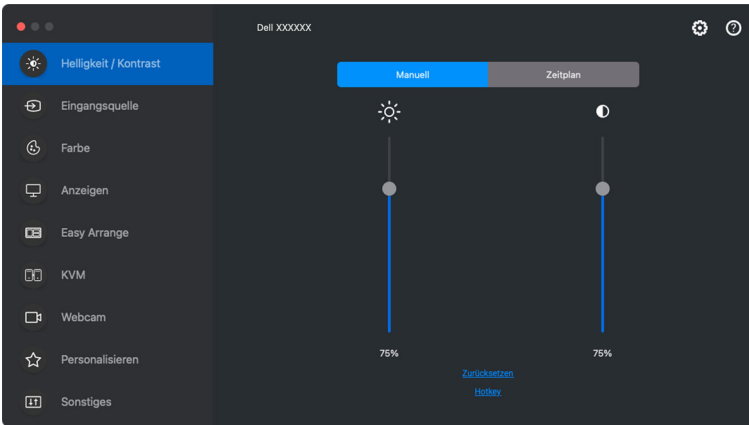 Dell XXXXXX
Helligkeit / Kontrast
Eingangsquelle
Farbe
Anzeigen
Easy Arrange
KVM
Webcam
Personalisieren
Sonstiges
Manuell
Zeitplan
75%
75%
Zurücksetzen
Hotkey